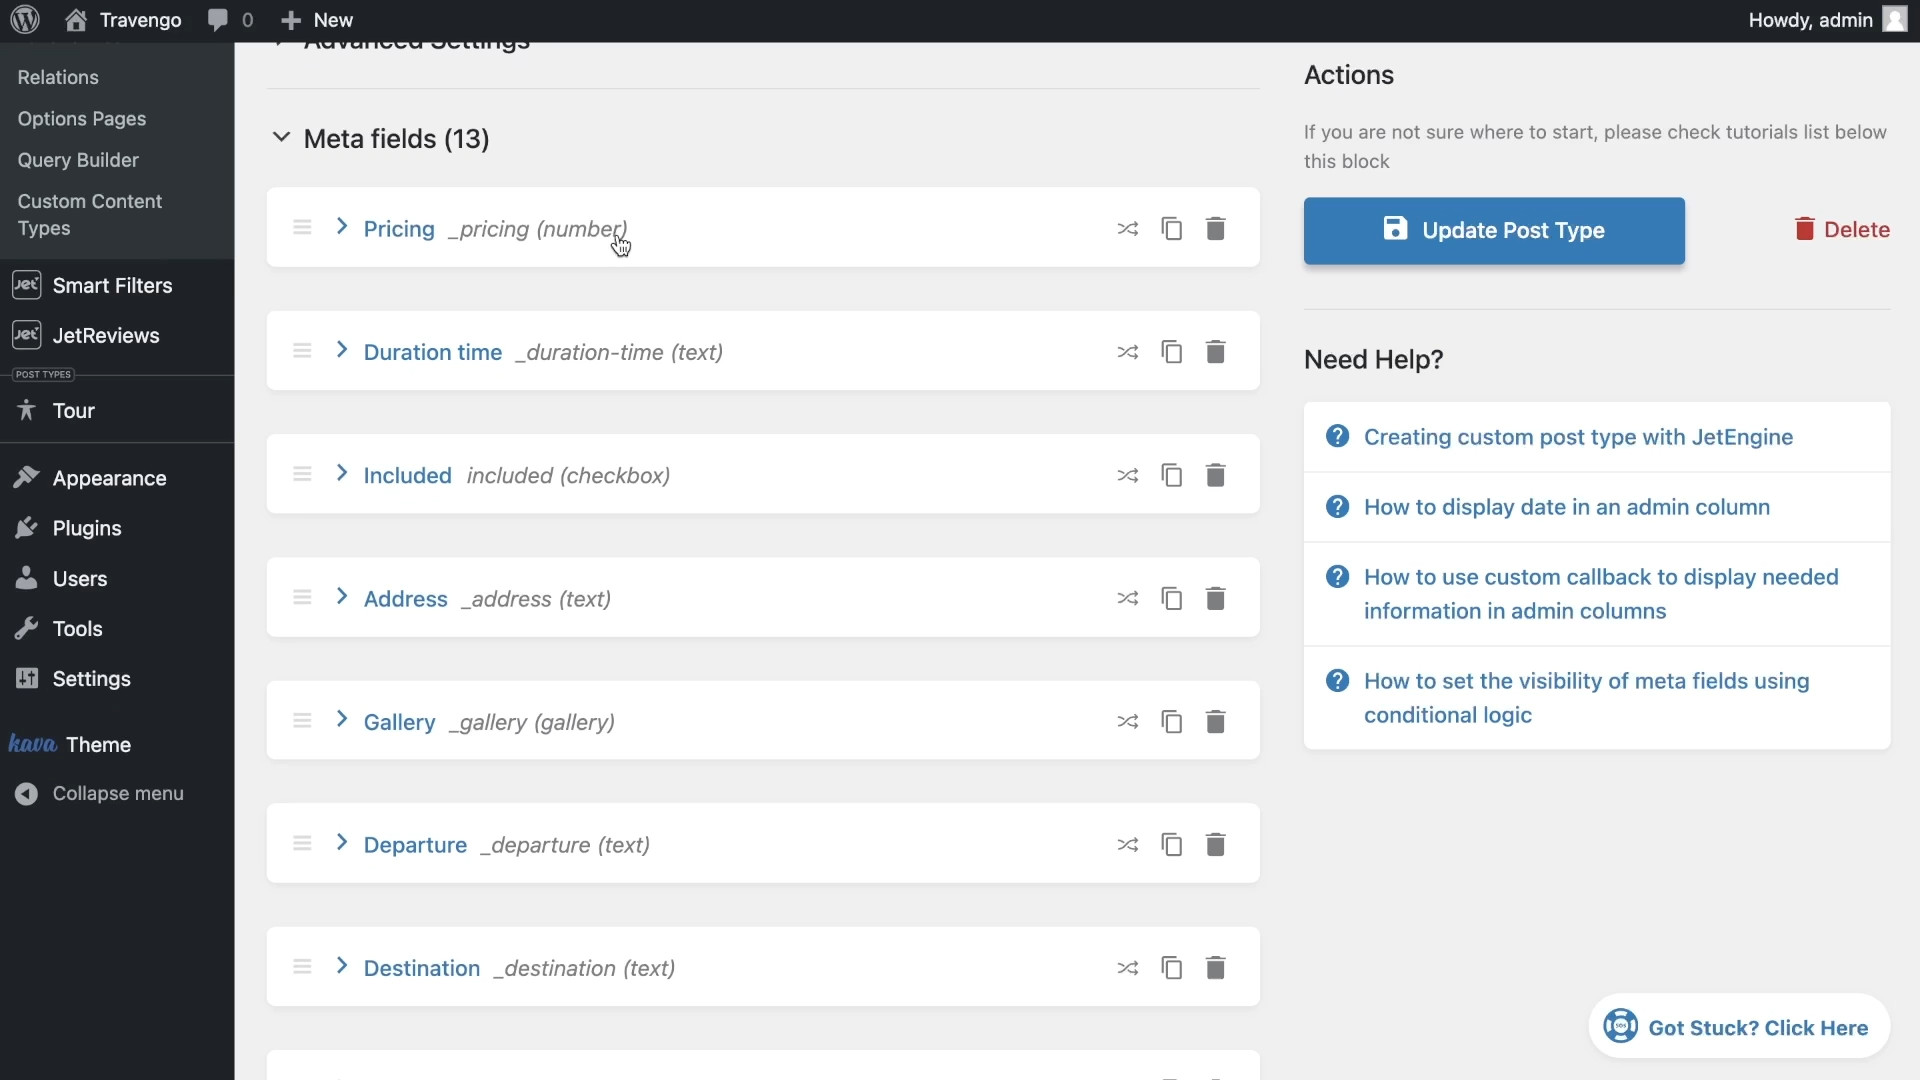 Travengo
0
New
Howdy, admin
Relations
Options Pages
Query Builder
Custom Content
Types
Jet
Smart Filters
Jet
JetReviews
POST TYPES
Tour
Appearance
Plugins
Users
Tools
Settings
kava Theme
Collapse menu
Advanced Settings
Meta fields (13)
Pricing _pricing (number)
Duration time _duration-time (text)
Included included (checkbox)
Address _address (text)
Gallery _gallery (gallery)
Departure _departure (text)
Destination _destination (text)
Actions
If you are not sure where to start, please check tutorials list below
this block
Update Post Type
Delete
Need Help?
Creating custom post type with JetEngine
How to display date in an admin column
How to use custom callback to display needed
information in admin columns
How to set the visibility of meta fields using
conditional logic
Got Stuck? Click Here